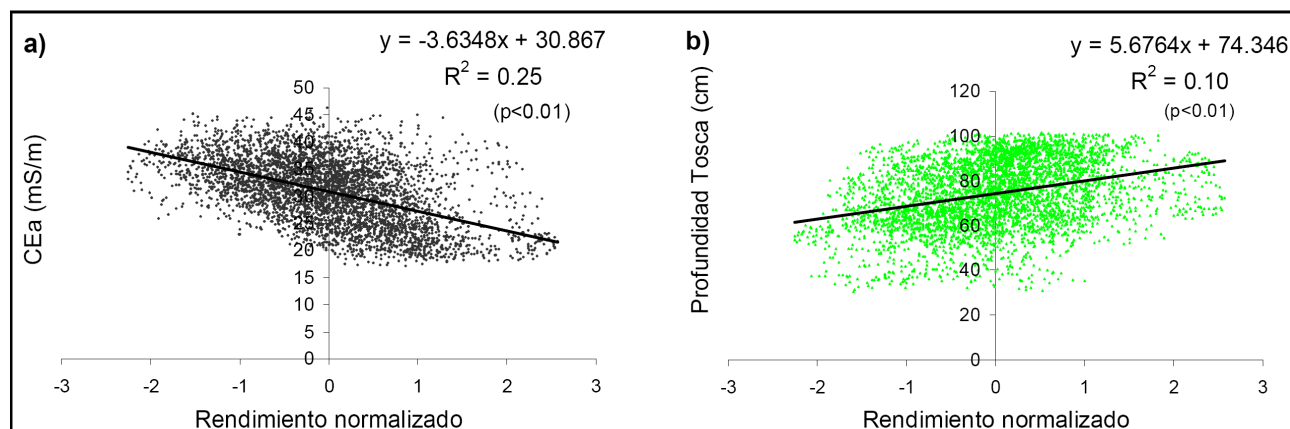 a)
y = -3.6348x + 30.867
R² = 0.25
(p<0.01)
CEa (mS/m)
50
45
40
35
30
25
20
15
10
5
0
-3 -2 -1 0 1 2 3
Rendimiento normalizado
b)
y = 5.6764x + 74.346
R² = 0.10
(p<0.01)
Profundidad Tosca (cm)
120
100
80
60
40
20
0
-3 -2 -1 0 1 2 3
Rendimiento normalizado